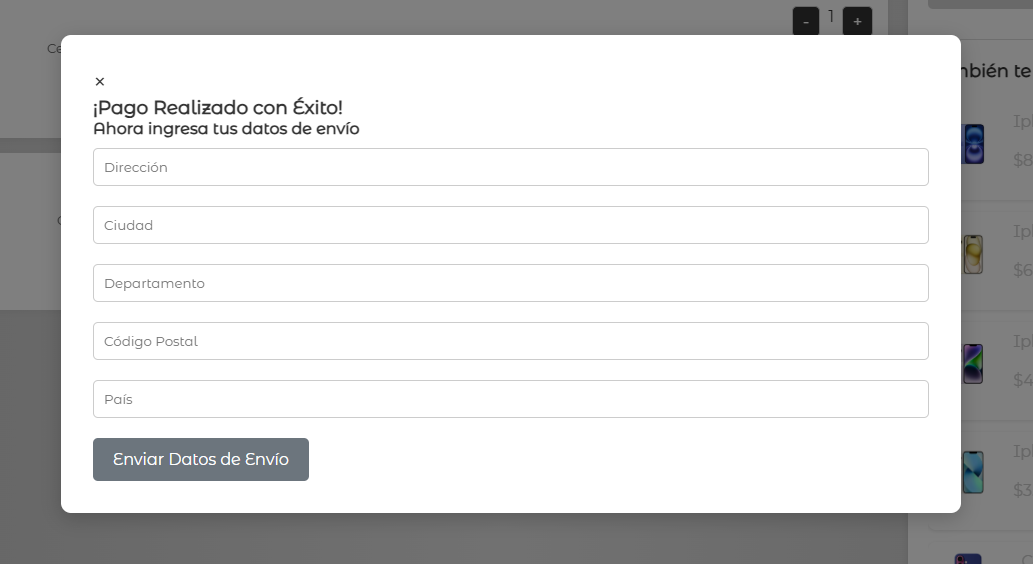 - 1 +
×
¡Pago Realizado con Éxito!
Ahora ingresa tus datos de envío
Dirección
Ciudad
Departamento
Código Postal
País
Enviar Datos de Envío
te